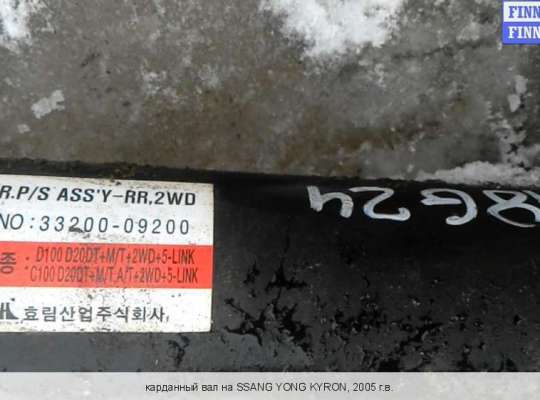 FINN
FINN
R.P/S ASS'Y-RR,2WD
NO:33200-09200
종
D100 D20DT+M/T+2WD+5-LINK
C100 D20DT+M/T,A/T+2WD+5-LINK
효림산업주식회사
карданный вал на SSANG YONG KYRON, 2005 г.в.